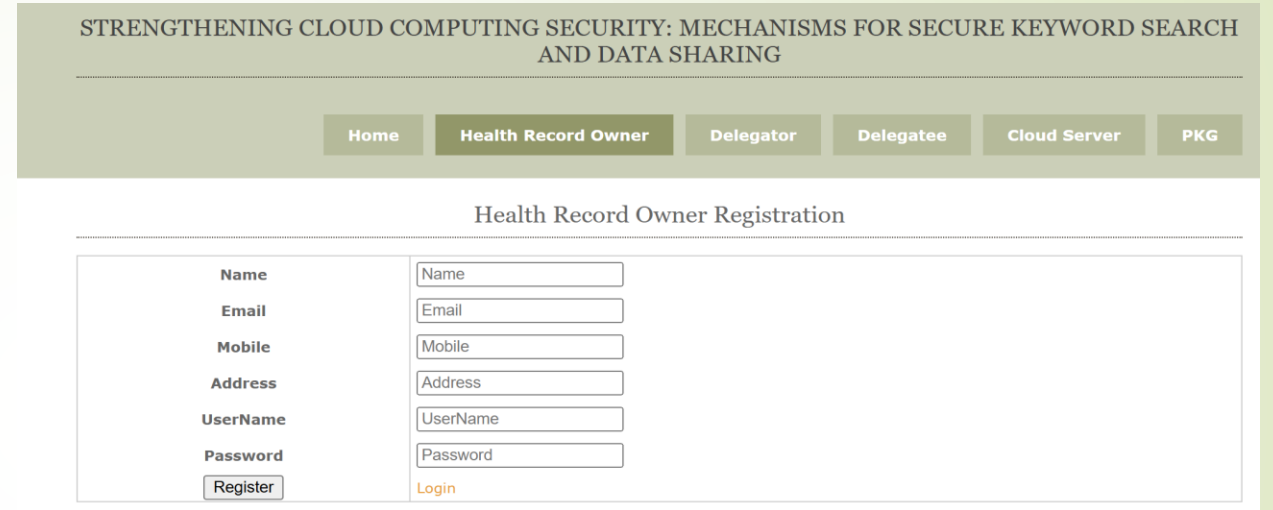 STRENGTHENING CLOUD COMPUTING SECURITY: MECHANISMS FOR SECURE KEYWORD SEARCH
AND DATA SHARING
Home Health Record Owner Delegator Delegatee Cloud Server PKG
Health Record Owner Registration
Name Name
Email Email
Mobile Mobile
Address Address
UserName UserName
Password Password
Register Login